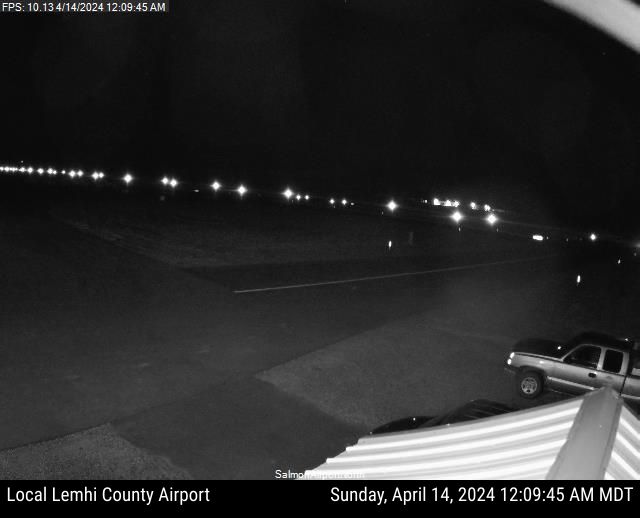 FPS: 10.13 4/14/2024 12:09:45 AM
Local Lemhi County Airport
Sunday, April 14, 2024 12:09:45 AM MDT